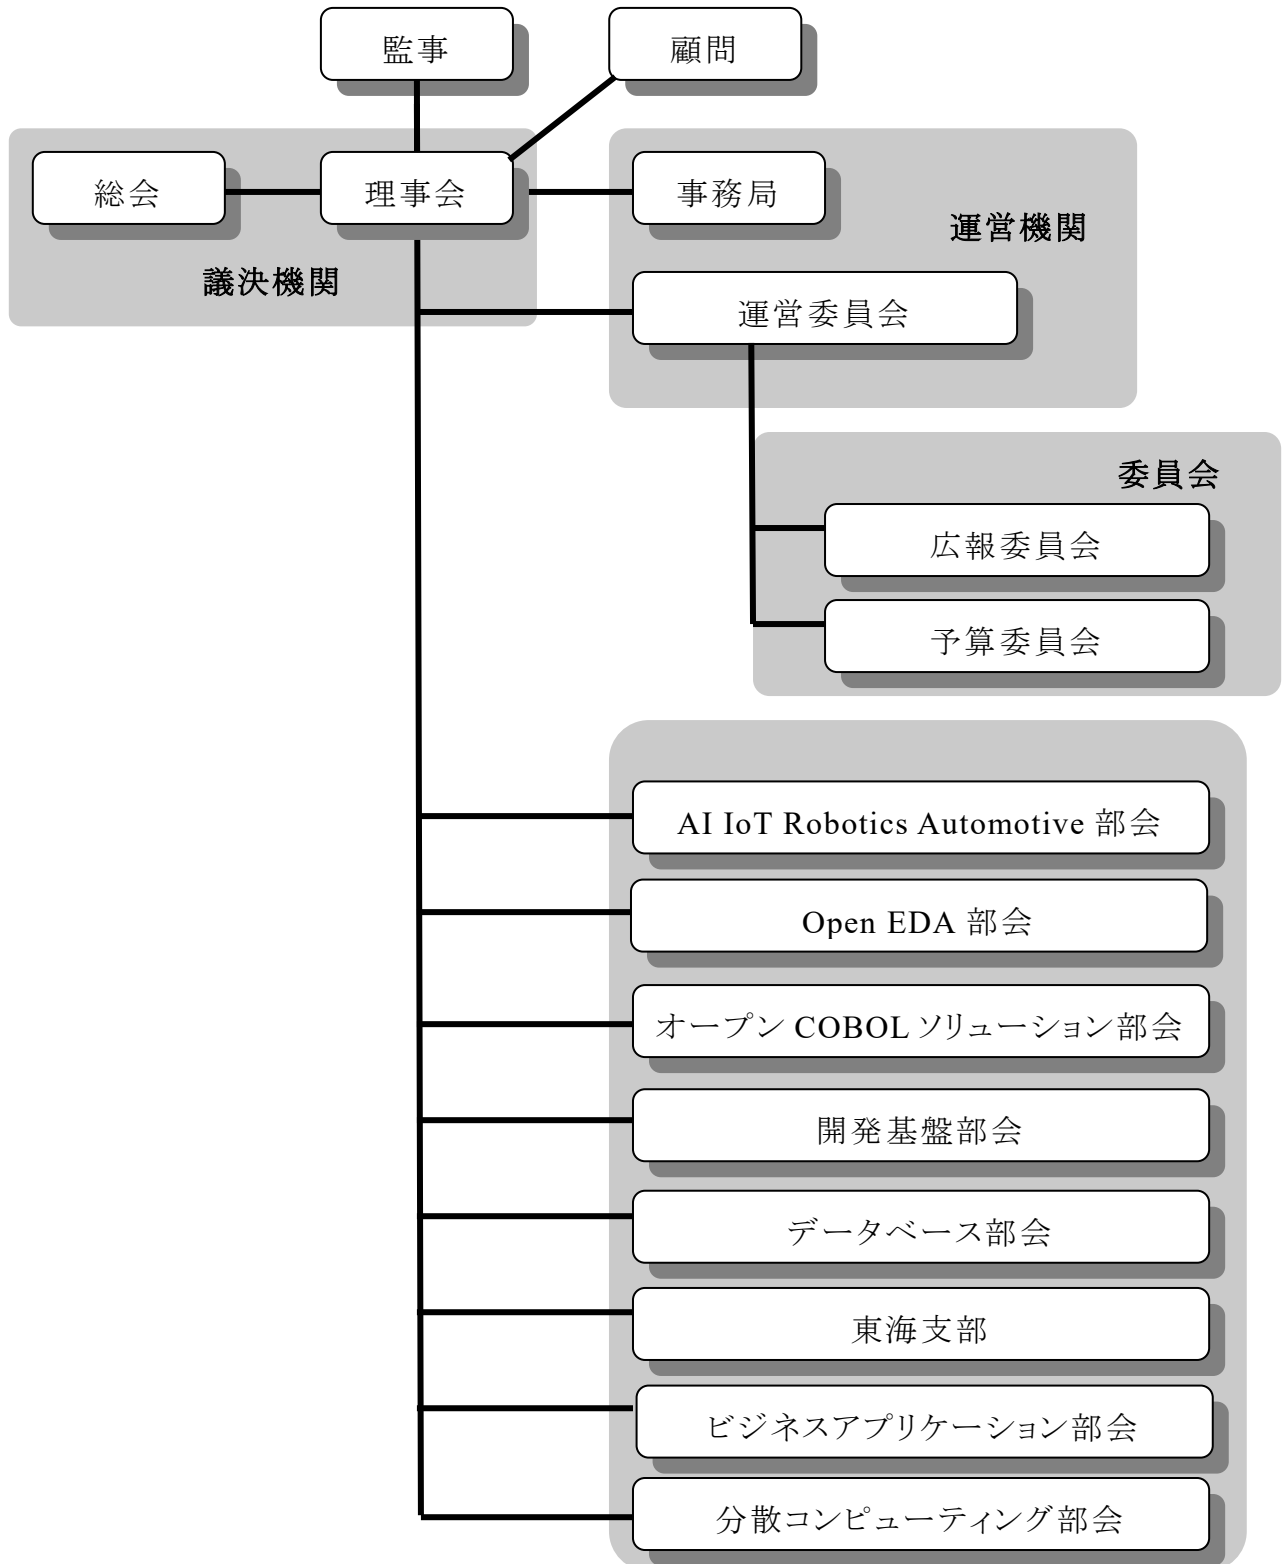 監事
顧問
総会
理事会
事務局
運営機関
議決機関
運営委員会
委員会
広報委員会
予算委員会
AI IoT Robotics Automotive 部会
Open EDA 部会
オープン COBOL ソリューション部会
開発基盤部会
データベース部会
東海支部
ビジネスアプリケーション部会
分散コンピューティング部会